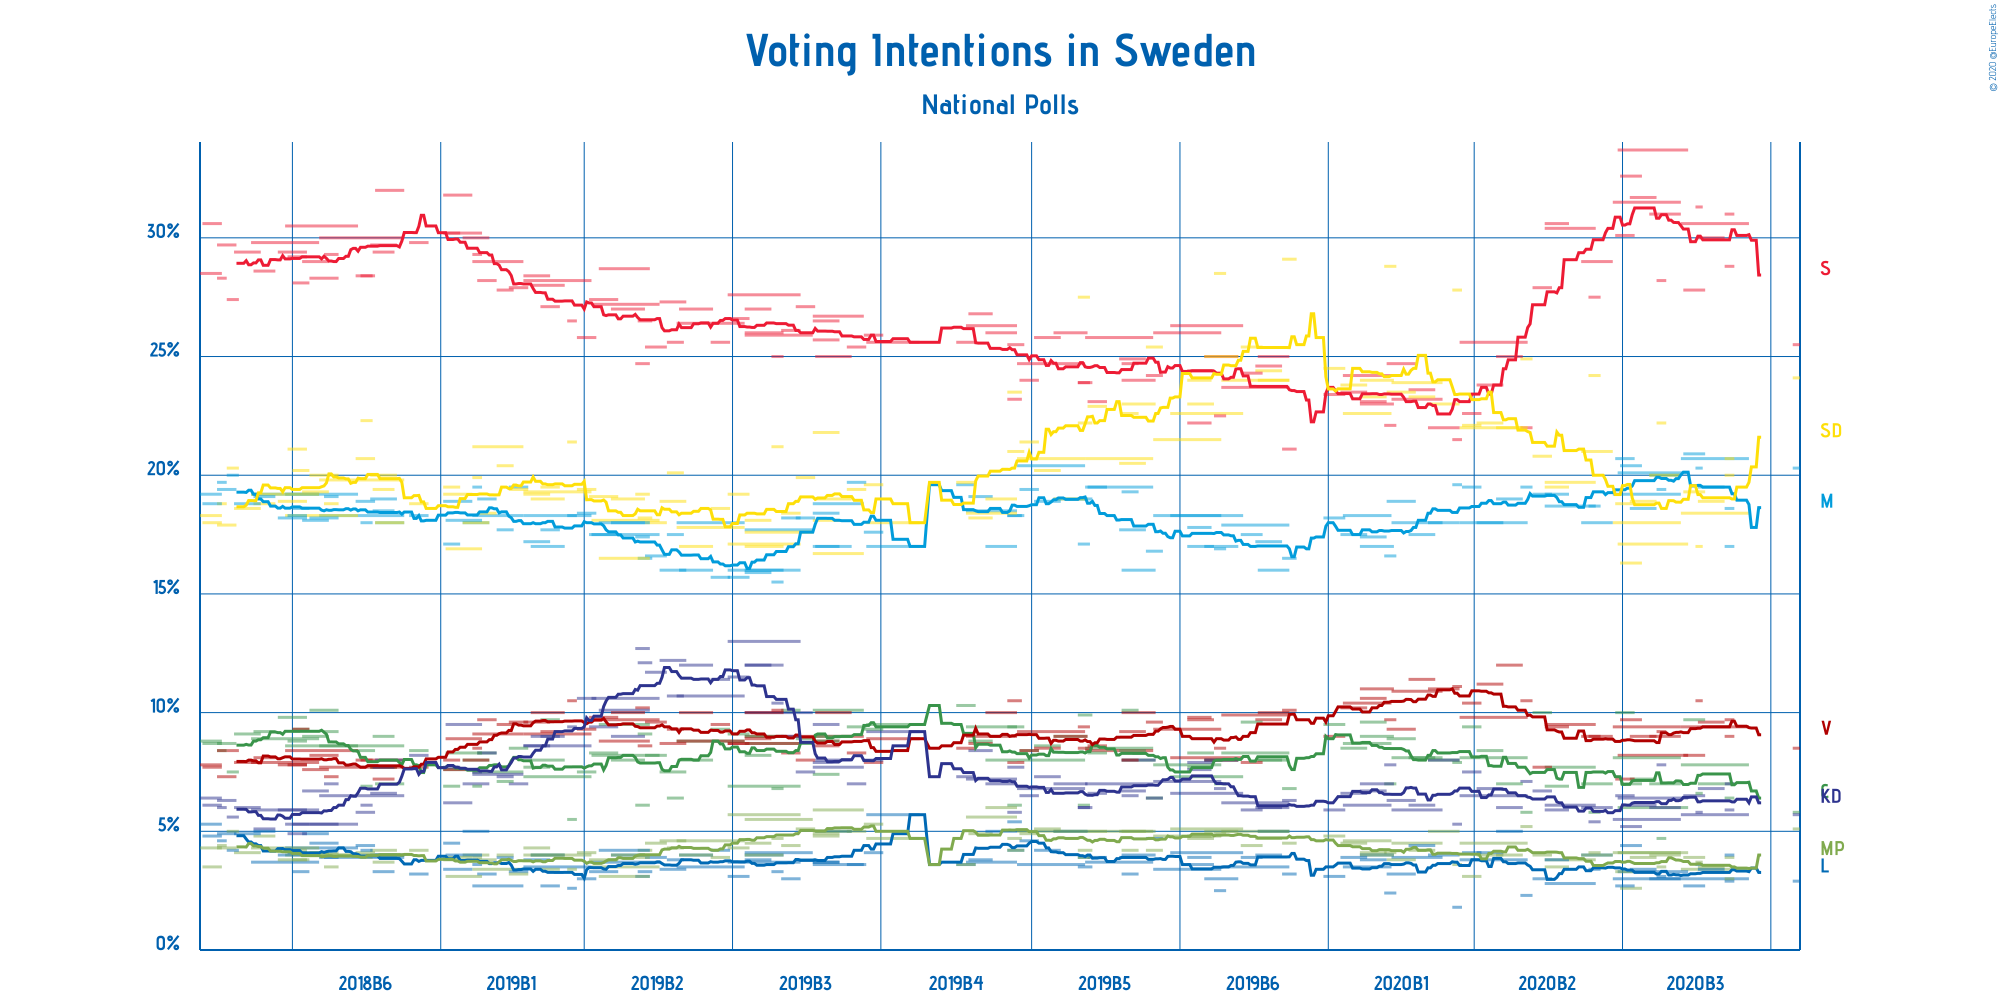 © 2020 @EuropeElects
Voting Intentions in Sweden
National Polls
30%
25%
20%
15%
10%
5%
0%
S
SD
M
V
C
KD
MP
L
2018B6 2019B1 2019B2 2019B3 2019B4 2019B5 2019B6 2020B1 2020B2 2020B3